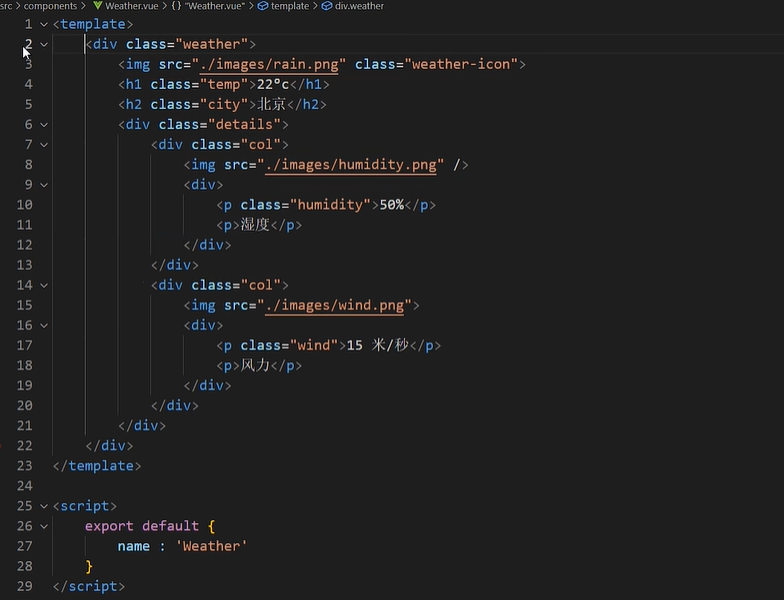 src > components > Weather.vue > {} "Weather.vue" > template > div.weather
1 <template>
2 <div class="weather">
3 <img src="./images/rain.png" class="weather-icon">
4 <h1 class="temp">22°c</h1>
5 <h2 class="city">北京</h2>
6 <div class="details">
7 <div class="col">
8 <img src="./images/humidity.png" />
9 <div>
10 <p class="humidity">50%</p>
11 <p>湿度</p>
12 </div>
13 </div>
14 <div class="col">
15 <img src="./images/wind.png">
16 <div>
17 <p class="wind">15 米/秒</p>
18 <p>风力</p>
19 </div>
20 </div>
21 </div>
22 </div>
23 </template>
24
25 <script>
26 export default {
27 name : 'Weather'
28 }
29 </script>